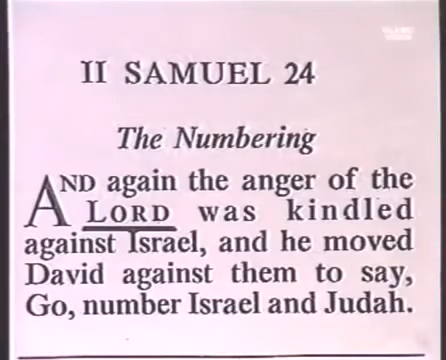 II SAMUEL 24
The Numbering
AND again the anger of the
LORD was kindled
against Israel, and he moved
David against them to say,
Go, number Israel and Judah.